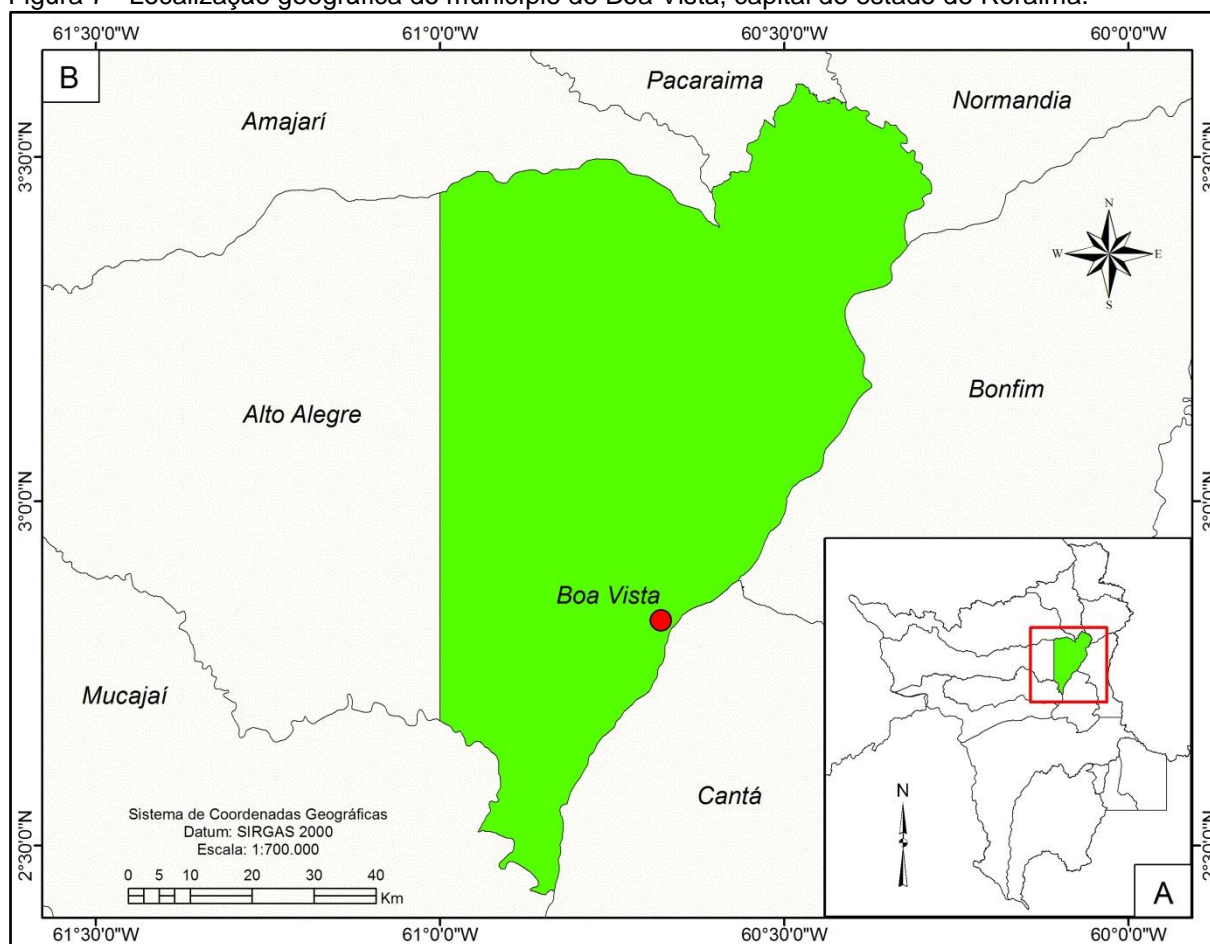 Figura 7 - Localização geográfica do município de Boa Vista, capital do estado de Roraima.
61°30'0"W
61°0'0"W
60°30'0"W
60°0'0"W
B
Pacaraima
Normandia
Amajarí
3°30'0"N
3°30'0"N
N
W
E
S
Bonfim
Alto Alegre
3°0'0"N
3°0'0"N
Boa Vista
Mucajaí
Cantá
N
Sistema de Coordenadas Geográficas
Datum: SIRGAS 2000
Escala: 1:700.000
2°30'0"N
2°30'0"N
0 5 10 20 30 40
Km
A
61°30'0"W
61°0'0"W
60°30'0"W
60°0'0"W